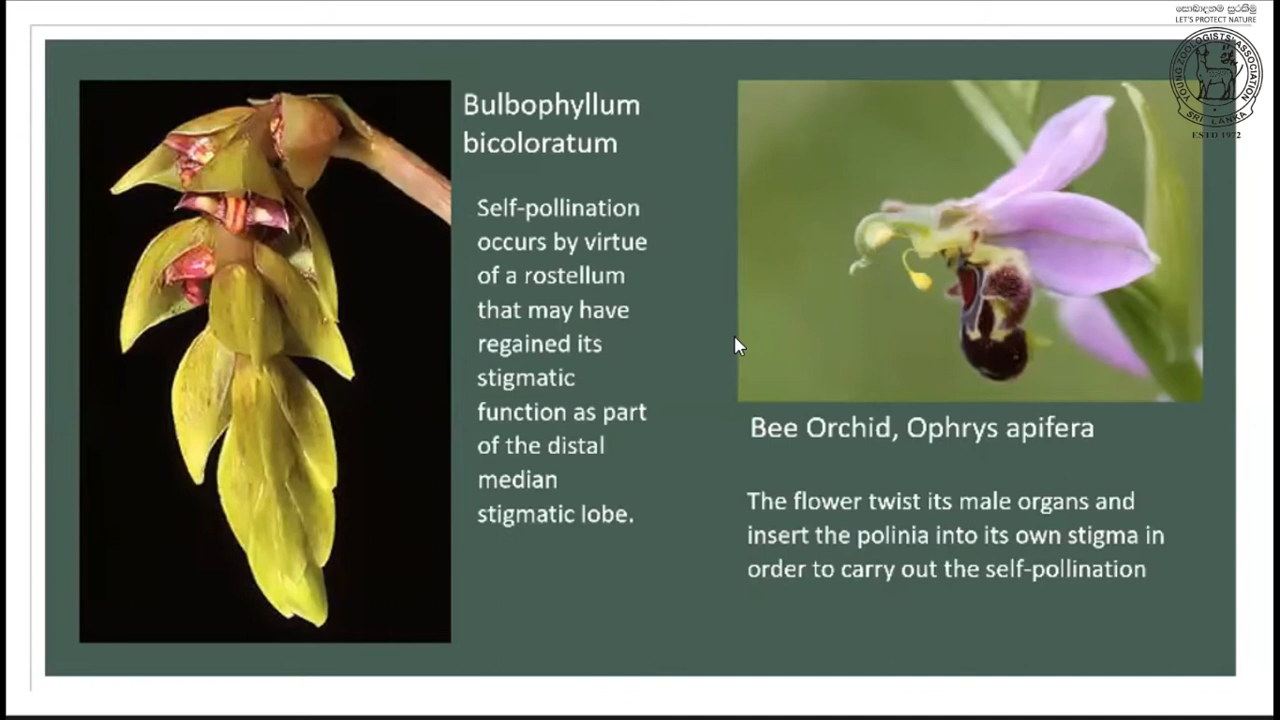 සොබාදහම සුරකිමු
LET'S PROTECT NATURE
YOUNG ZOOLOGISTS' ASSOCIATION
SRI LANKA
ESTD 1972
Bulbophyllum
bicoloratum
Self-pollination
occurs by virtue
of a rostellum
that may have
regained its
stigmatic
function as part
of the distal
median
stigmatic lobe.
Bee Orchid, Ophrys apifera
The flower twist its male organs and
insert the polinia into its own stigma in
order to carry out the self-pollination